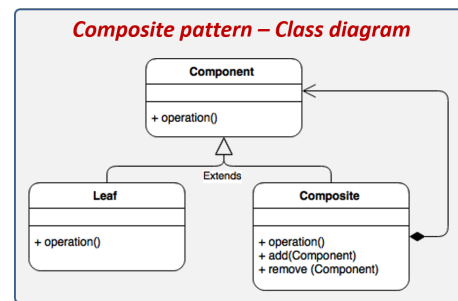 Composite pattern – Class diagram
Component
+ operation()
Extends
Leaf
+ operation()
Composite
+ operation()
+ add(Component)
+ remove (Component)